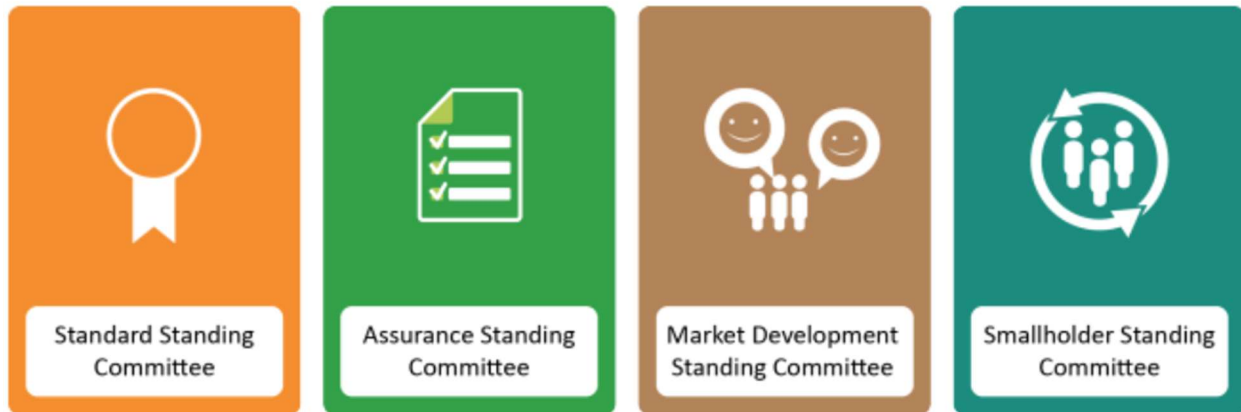 Standard Standing
Committee
Assurance Standing
Committee
Market Development
Standing Committee
Smallholder Standing
Committee